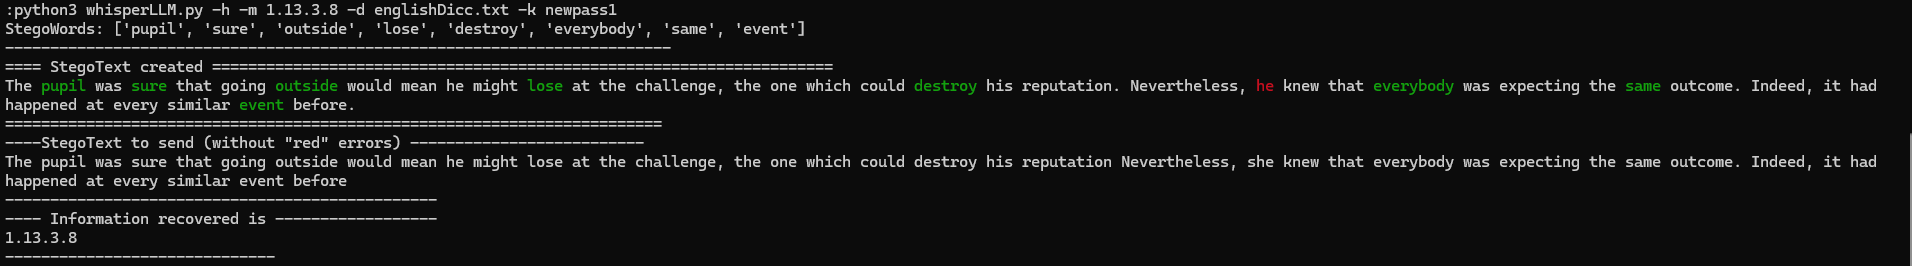 :python3 whisperLLM.py -h -m 1.13.3.8 -d englishDicc.txt -k newpass1
StegoWords: ['pupil', 'sure', 'outside', 'lose', 'destroy', 'everybody', 'same', 'event']
--------------------------------------------------------------------------
==== StegoText created =====================================================================
The pupil was sure that going outside would mean he might lose at the challenge, the one which could destroy his reputation. Nevertheless, he knew that everybody was expecting the same outcome. Indeed, it had
happened at every similar event before.
=========================================================================
----StegoText to send (without "red" errors) --------------------------
The pupil was sure that going outside would mean he might lose at the challenge, the one which could destroy his reputation Nevertheless, she knew that everybody was expecting the same outcome. Indeed, it had
happened at every similar event before
------------------------------------------------
---- Information recovered is ------------------
1.13.3.8
------------------------------